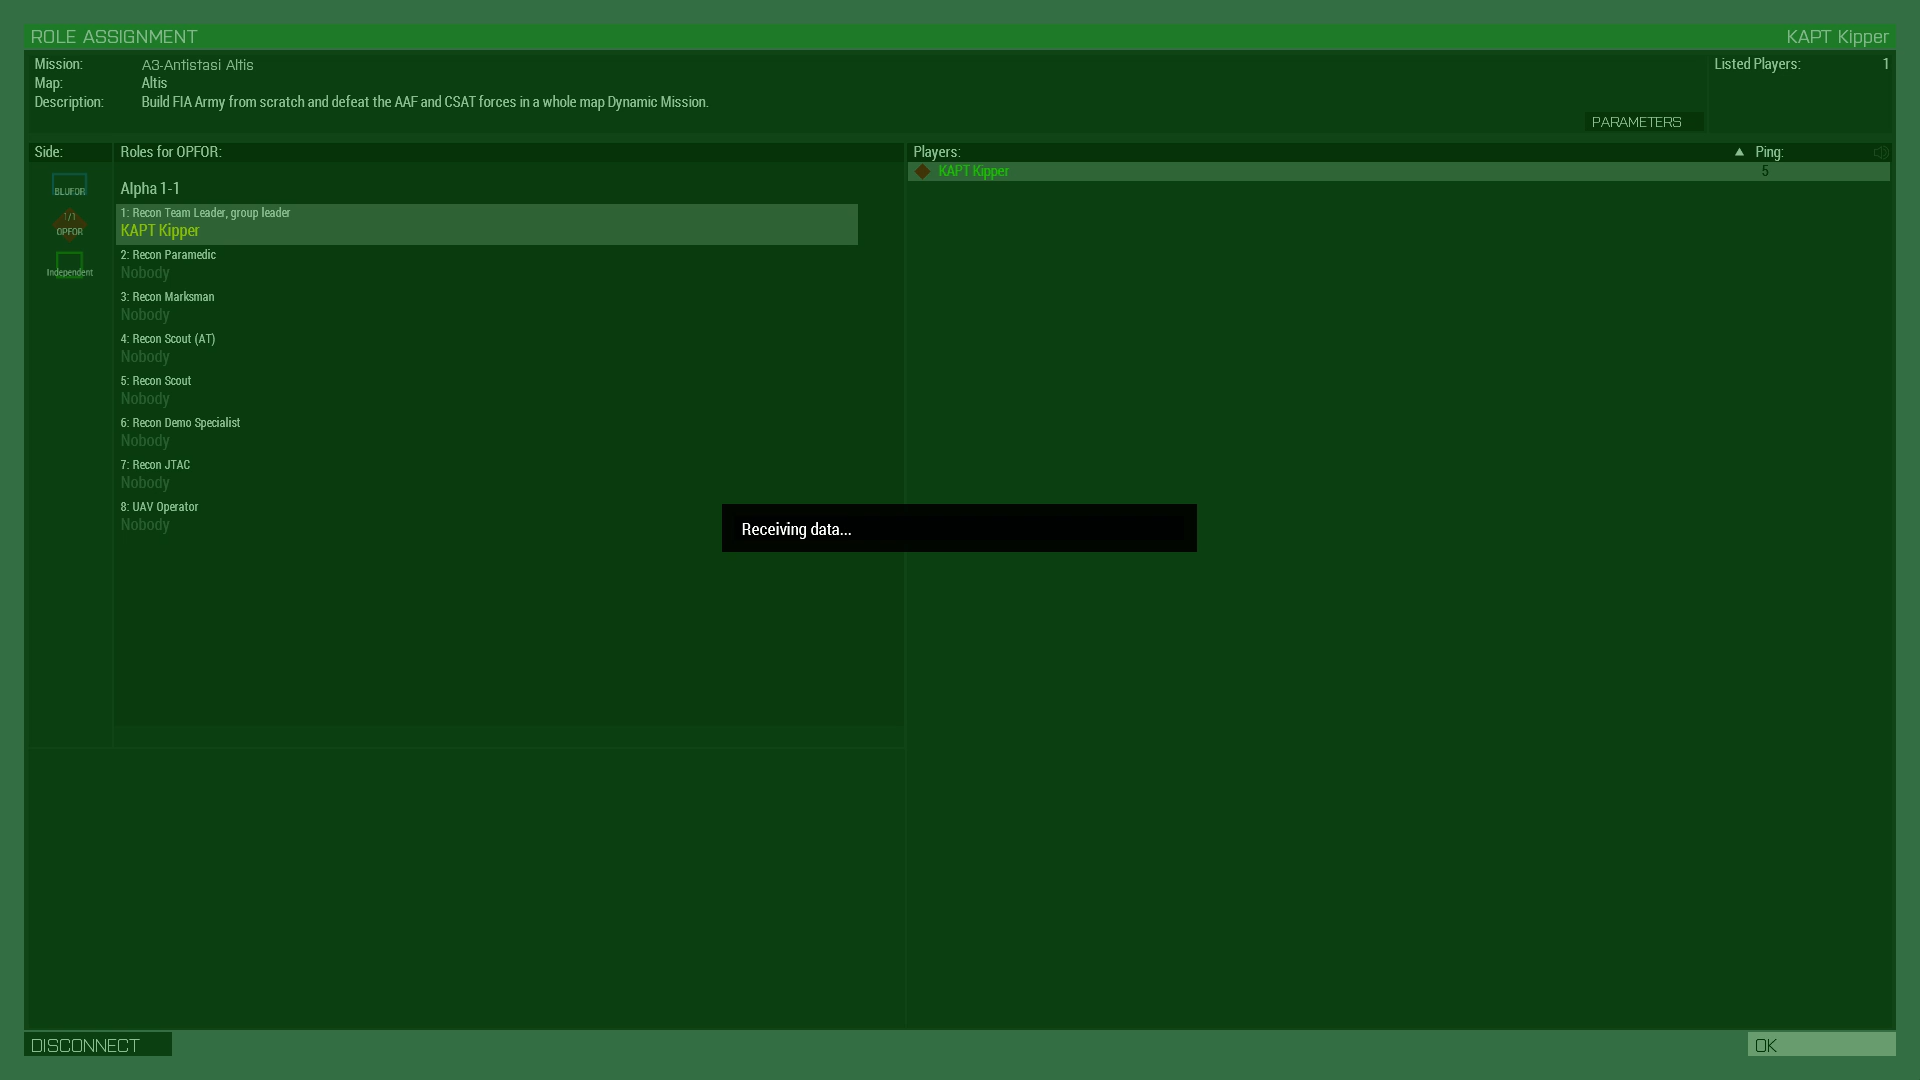 ROLE ASSIGNMENT
KAPT Kipper
Mission: A3-Antistasi Altis
Map: Altis
Description: Build FIA Army from scratch and defeat the AAF and CSAT forces in a whole map Dynamic Mission.
Listed Players: 1
PARAMETERS
Side:
BLUFOR
1/1
OPFOR
Independent
Roles for OPFOR:
Alpha 1-1
1: Recon Team Leader, group leader
KAPT Kipper
2: Recon Paramedic
Nobody
3: Recon Marksman
Nobody
4: Recon Scout (AT)
Nobody
5: Recon Scout
Nobody
6: Recon Demo Specialist
Nobody
7: Recon JTAC
Nobody
8: UAV Operator
Nobody
Players: ▲ Ping:
KAPT Kipper 5
Receiving data...
DISCONNECT
OK